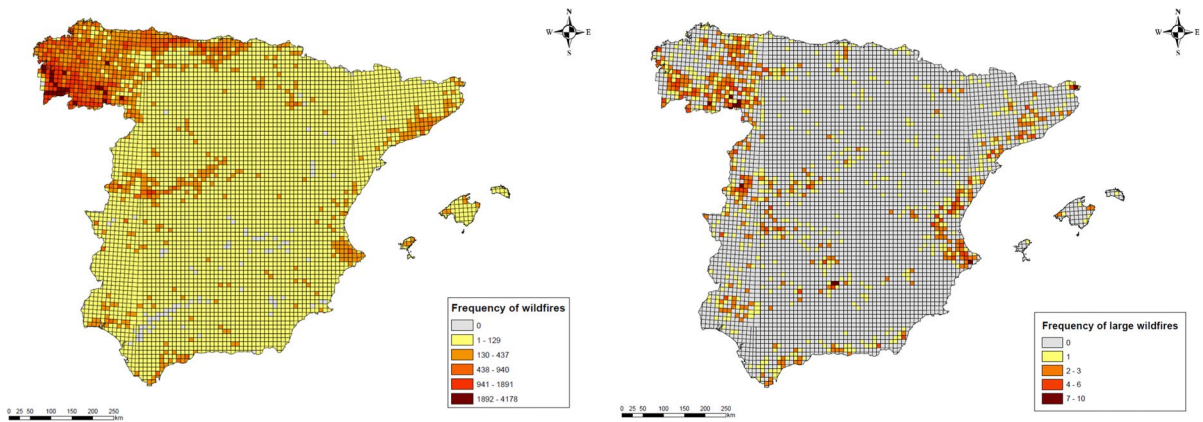 N
W E
S
Frequency of wildfires
0
1 - 129
130 - 437
438 - 940
941 - 1891
1892 - 4178
0 25 50 100 150 200 250
km
N
W E
S
Frequency of large wildfires
0
1
2 - 3
4 - 6
7 - 10
0 25 50 100 150 200 250
km